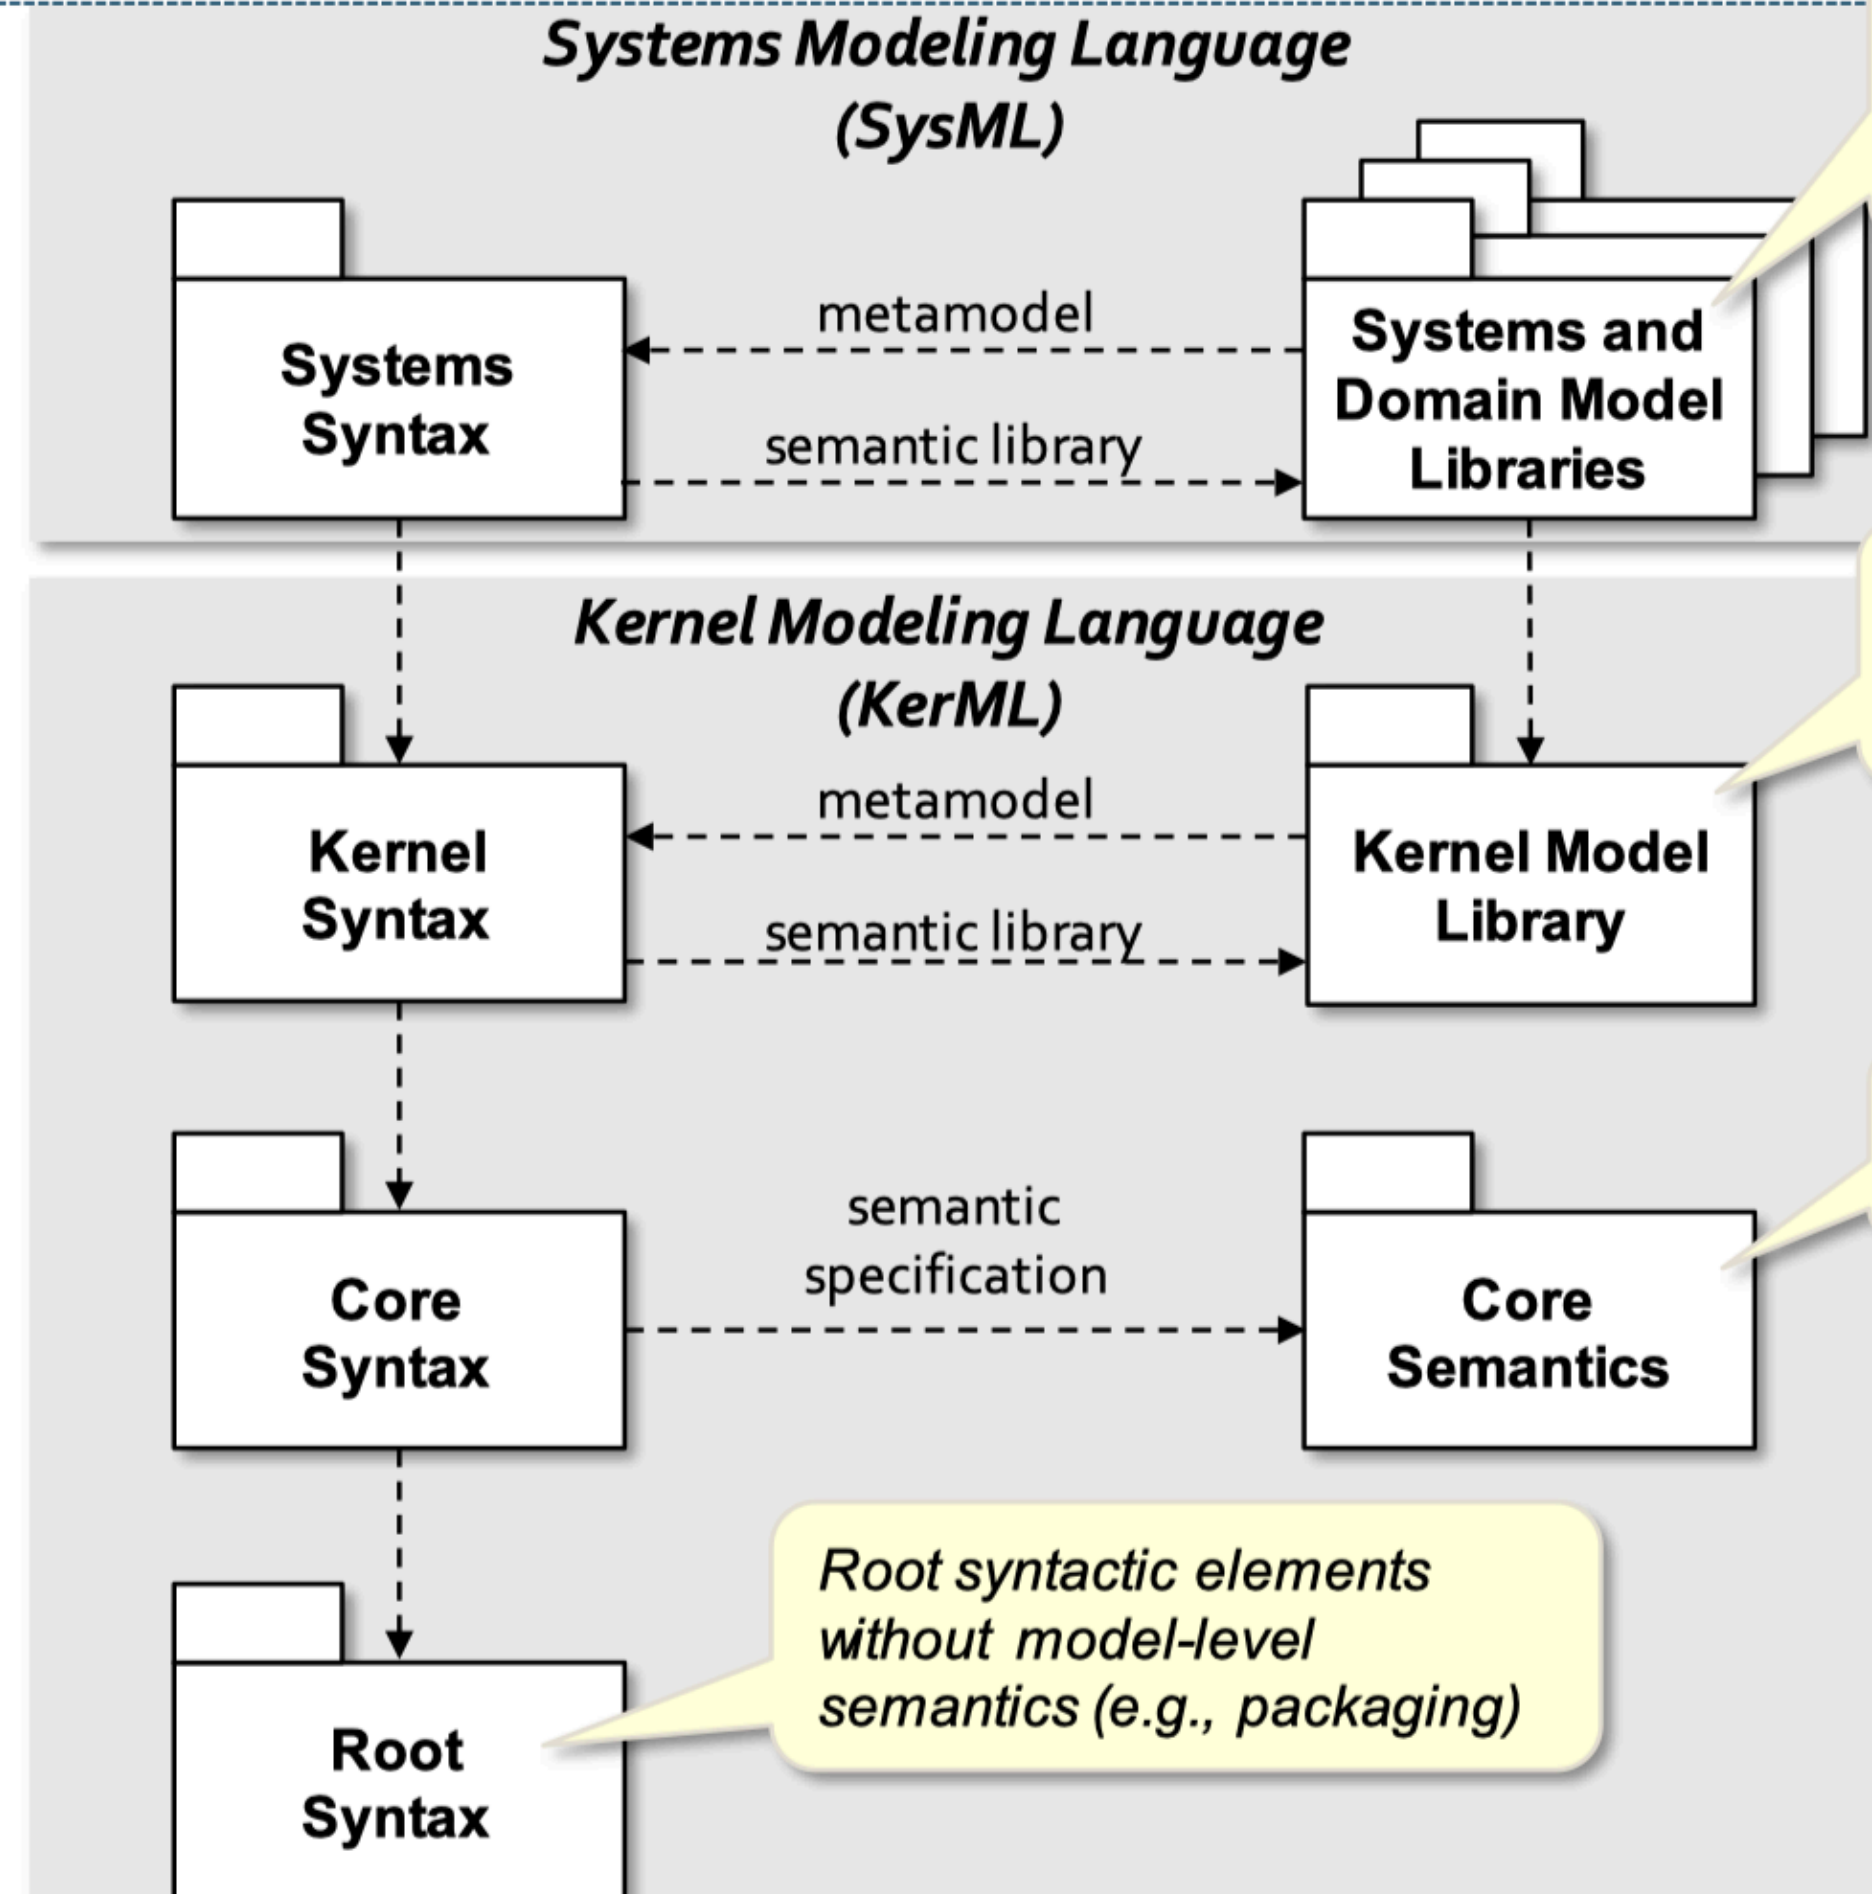 Systems Modeling Language
(SysML)
metamodel
Systems
Syntax
semantic library
Systems and
Domain Model
Libraries
Kernel Modeling Language
(KerML)
metamodel
Kernel
Syntax
semantic library
Kernel Model
Library
semantic
specification
Core
Syntax
Core
Semantics
Root syntactic elements
without model-level
semantics (e.g., packaging)
Root
Syntax